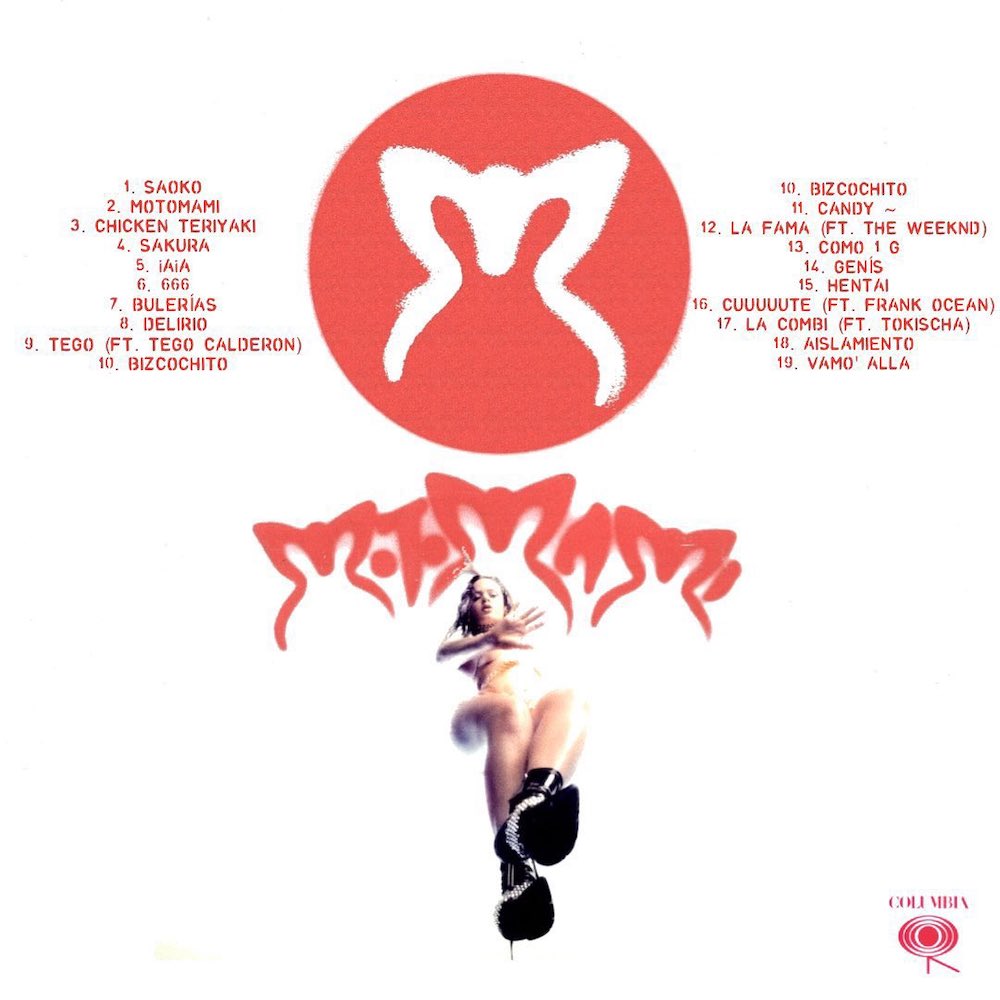 1. SAOKO
2. MOTOMAMI
3. CHICKEN TERIYAKI
4. SAKURA
5. iAiA
6. 666
7. BULERÍAS
8. DELIRIO
9. TEGO (FT. TEGO CALDERON)
10. BIZCOCHITO
10. BIZCOCHITO
11. CANDY ~
12. LA FAMA (FT. THE WEEKND)
13. COMO 1 G
14. GENÍS
15. HENTAI
16. CUUUUUTE (FT. FRANK OCEAN)
17. LA COMBI (FT. TOKISCHA)
18. AISLAMIENTO
19. VAMO' ALLA
M
MOTOMAMI
COLUMBIA